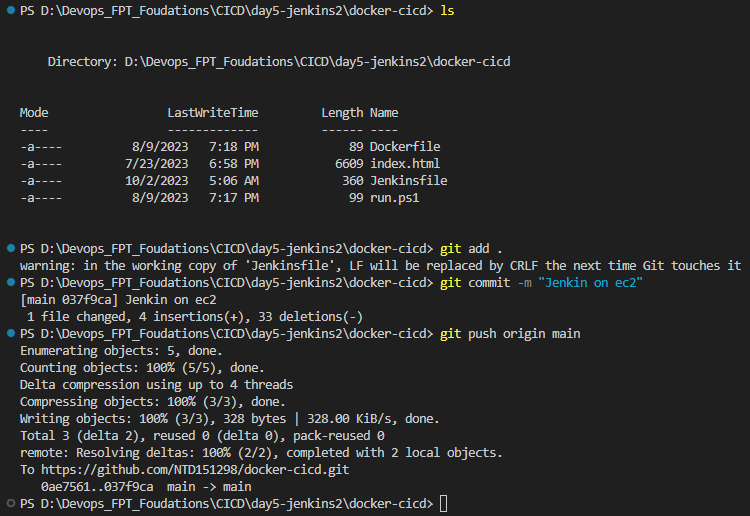 PS D:\Devops_FPT_Foudations\CICD\day5-jenkins2\docker-cicd> ls
Directory: D:\Devops_FPT_Foudations\CICD\day5-jenkins2\docker-cicd
Mode                 LastWriteTime         Length Name
----                 -------------         ------ ----
-a----          8/9/2023   7:18 PM             89 Dockerfile
-a----         7/23/2023   6:58 PM           6609 index.html
-a----         10/2/2023   5:06 AM            360 Jenkinsfile
-a----          8/9/2023   7:17 PM             99 run.ps1
PS D:\Devops_FPT_Foudations\CICD\day5-jenkins2\docker-cicd> git add .
warning: in the working copy of 'Jenkinsfile', LF will be replaced by CRLF the next time Git touches it
PS D:\Devops_FPT_Foudations\CICD\day5-jenkins2\docker-cicd> git commit -m "Jenkin on ec2"
[main 037f9ca] Jenkin on ec2
1 file changed, 4 insertions(+), 33 deletions(-)
PS D:\Devops_FPT_Foudations\CICD\day5-jenkins2\docker-cicd> git push origin main
Enumerating objects: 5, done.
Counting objects: 100% (5/5), done.
Delta compression using up to 4 threads
Compressing objects: 100% (3/3), done.
Writing objects: 100% (3/3), 328 bytes | 328.00 KiB/s, done.
Total 3 (delta 2), reused 0 (delta 0), pack-reused 0
remote: Resolving deltas: 100% (2/2), completed with 2 local objects.
To https://github.com/NTD151298/docker-cicd.git
0ae7561..037f9ca  main -> main
PS D:\Devops_FPT_Foudations\CICD\day5-jenkins2\docker-cicd>